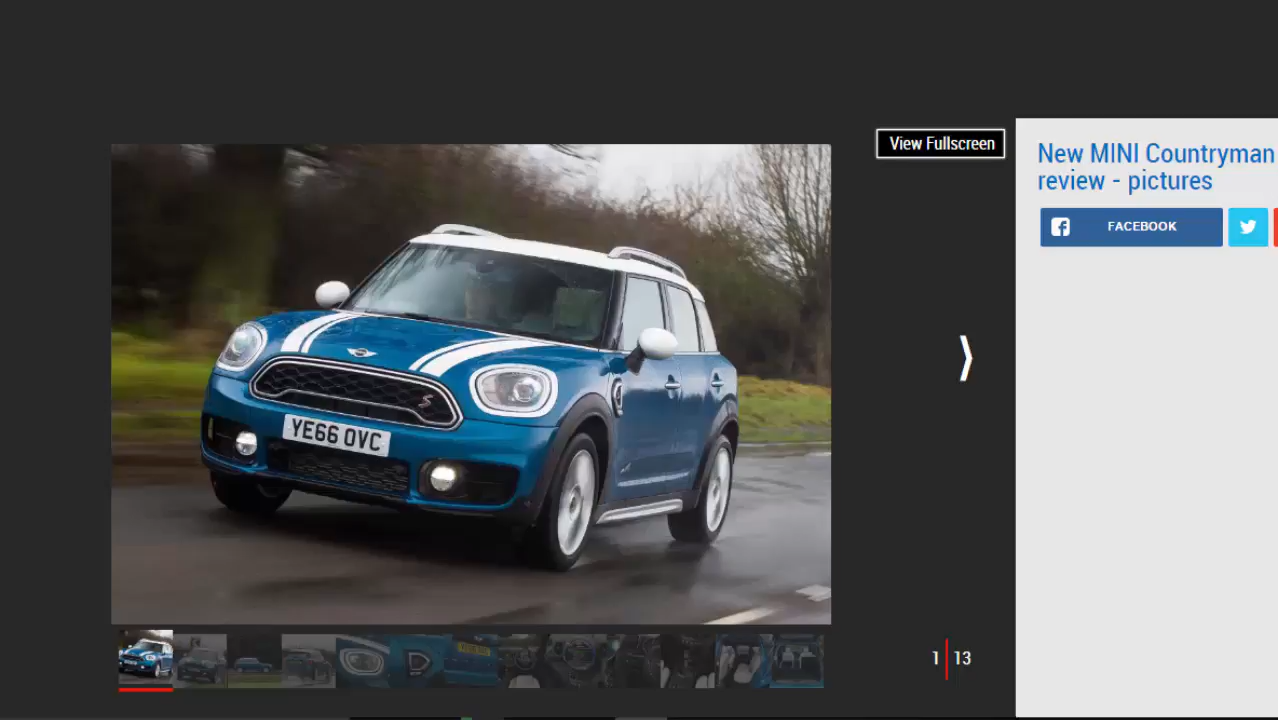 View Fullscreen
New MINI Countryman
review - pictures
FACEBOOK
YE66 OVC
S
1 | 13